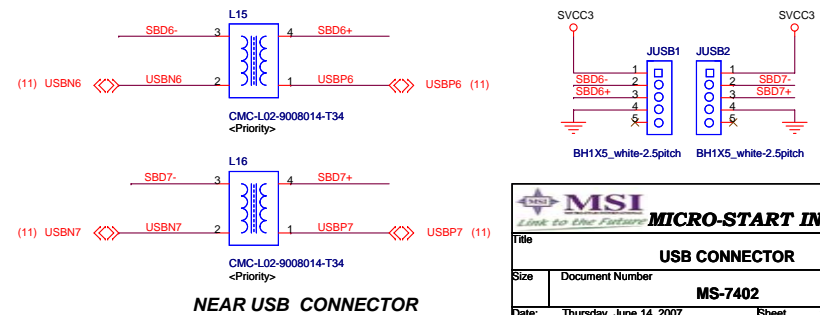 L15
SBD6- 3 4 SBD6+
(11) USBN6 USBN6 2 1 USBP6 USBP6 (11)
CMC-L02-9008014-T34
<Priority>
L16
SBD7- 3 4 SBD7+
(11) USBN7 USBN7 2 1 USBP7 USBP7 (11)
CMC-L02-9008014-T34
<Priority>
NEAR USB CONNECTOR
SVCC3 SVCC3
JUSB1 JUSB2
1 1
SBD6- 2 2 SBD7-
SBD6+ 3 3 SBD7+
4 4
5 5
BH1X5_white-2.5pitch BH1X5_white-2.5pitch
MSI MSI
Link to the Future MICRO-START IN
Title
USB CONNECTOR
Size Document Number
MS-7402
Date: Thursday, June 14, 2007 Sheet